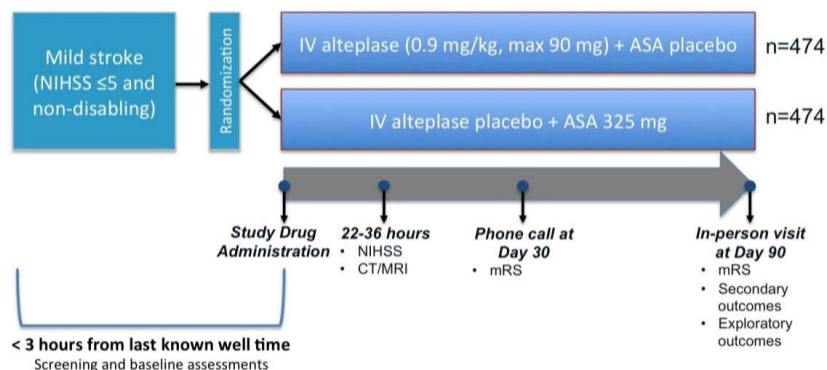 Mild stroke
(NIHSS ≤5 and
non-disabling)
Randomization
IV alteplase (0.9 mg/kg, max 90 mg) + ASA placebo
n=474
IV alteplase placebo + ASA 325 mg
n=474
Study Drug
Administration
22-36 hours
• NIHSS
• CT/MRI
Phone call at
Day 30
• mRS
In-person visit
at Day 90
• mRS
• Secondary
outcomes
• Exploratory
outcomes
< 3 hours from last known well time
Screening and baseline assessments